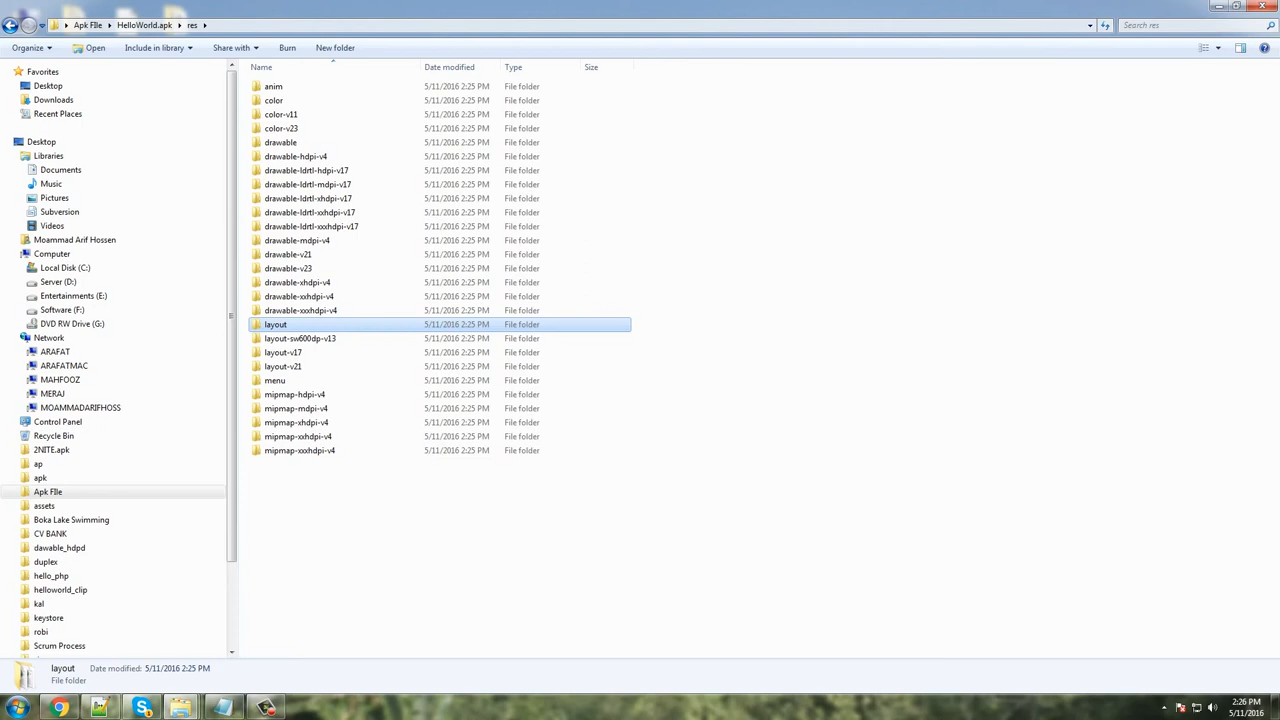 Apk FIle ▸ HelloWorld.apk ▸ res ▸
Search res
Organize Open Include in library Share with Burn New folder
Name Date modified Type Size
Favorites
Desktop
Downloads
Recent Places
Desktop
Libraries
Documents
Music
Pictures
Subversion
Videos
Moammad Arif Hossen
Computer
Local Disk (C:)
Server (D:)
Entertainments (E:)
Software (F:)
DVD RW Drive (G:)
Network
ARAFAT
ARAFATMAC
MAHFOOZ
MERAJ
MOAMMADARIFHOSS
Control Panel
Recycle Bin
2NITE.apk
ap
apk
Apk FIle
assets
Boka Lake Swimming
CV BANK
dawable_hdpd
duplex
hello_php
helloworld_clip
kal
keystore
robi
Scrum Process
anim 5/11/2016 2:25 PM File folder
color 5/11/2016 2:25 PM File folder
color-v11 5/11/2016 2:25 PM File folder
color-v23 5/11/2016 2:25 PM File folder
drawable 5/11/2016 2:25 PM File folder
drawable-hdpi-v4 5/11/2016 2:25 PM File folder
drawable-ldrtl-hdpi-v17 5/11/2016 2:25 PM File folder
drawable-ldrtl-mdpi-v17 5/11/2016 2:25 PM File folder
drawable-ldrtl-xhdpi-v17 5/11/2016 2:25 PM File folder
drawable-ldrtl-xxhdpi-v17 5/11/2016 2:25 PM File folder
drawable-ldrtl-xxxhdpi-v17 5/11/2016 2:25 PM File folder
drawable-mdpi-v4 5/11/2016 2:25 PM File folder
drawable-v21 5/11/2016 2:25 PM File folder
drawable-v23 5/11/2016 2:25 PM File folder
drawable-xhdpi-v4 5/11/2016 2:25 PM File folder
drawable-xxhdpi-v4 5/11/2016 2:25 PM File folder
drawable-xxxhdpi-v4 5/11/2016 2:25 PM File folder
layout 5/11/2016 2:25 PM File folder
layout-sw600dp-v13 5/11/2016 2:25 PM File folder
layout-v17 5/11/2016 2:25 PM File folder
layout-v21 5/11/2016 2:25 PM File folder
menu 5/11/2016 2:25 PM File folder
mipmap-hdpi-v4 5/11/2016 2:25 PM File folder
mipmap-mdpi-v4 5/11/2016 2:25 PM File folder
mipmap-xhdpi-v4 5/11/2016 2:25 PM File folder
mipmap-xxhdpi-v4 5/11/2016 2:25 PM File folder
mipmap-xxxhdpi-v4 5/11/2016 2:25 PM File folder
layout Date modified: 5/11/2016 2:25 PM
File folder
2:26 PM
5/11/2016